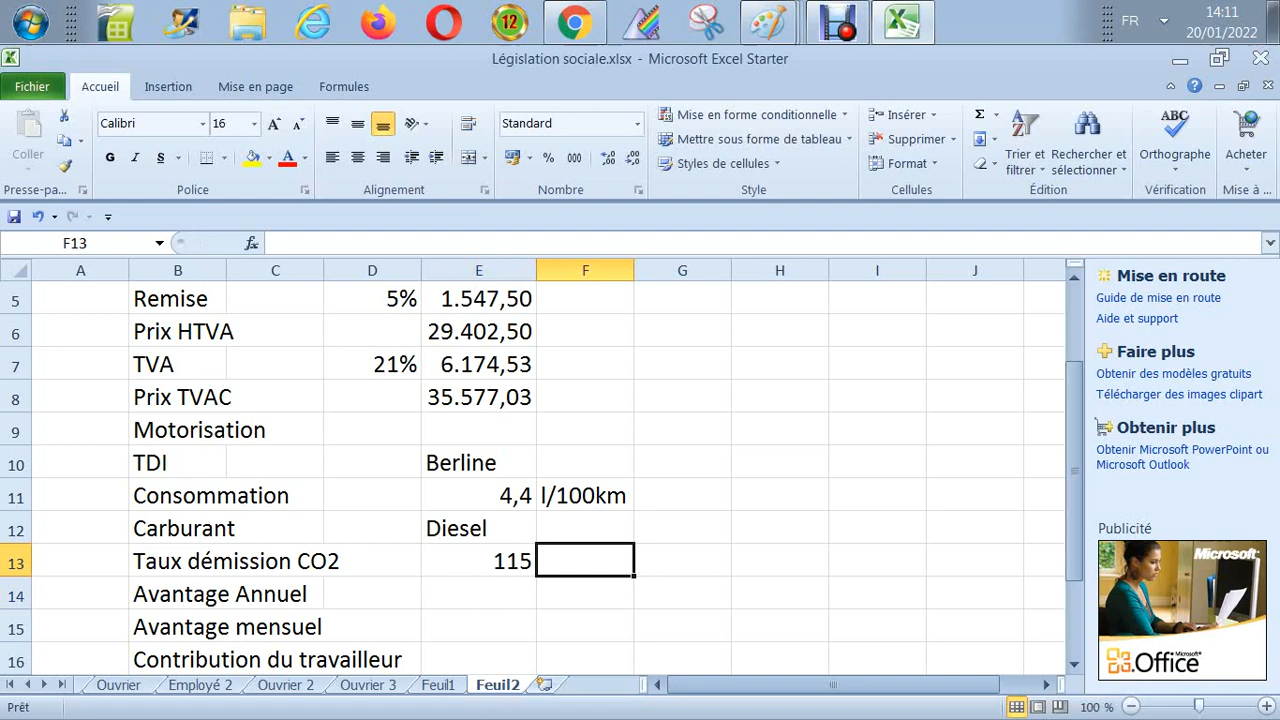 12
FR
14:11
20/01/2022
Législation sociale.xlsx - Microsoft Excel Starter
Fichier
Accueil
Insertion
Mise en page
Formules
Coller
Presse-pa...
Calibri
16
G I S
Police
Alignement
Standard
% 000
Nombre
Mise en forme conditionnelle
Mettre sous forme de tableau
Styles de cellules
Style
Insérer
Supprimer
Format
Cellules
Σ
Trier et filtrer
Rechercher et sélectionner
Édition
ABC
Orthographe
Vérification
Acheter
Mise à ...
F13
fx
A B C D E F G H I J
5 Remise 5% 1.547,50
6 Prix HTVA 29.402,50
7 TVA 21% 6.174,53
8 Prix TVAC 35.577,03
9 Motorisation
10 TDI Berline
11 Consommation 4,4 l/100km
12 Carburant Diesel
13 Taux démission CO2 115
14 Avantage Annuel
15 Avantage mensuel
16 Contribution du travailleur
Mise en route
Guide de mise en route
Aide et support
Faire plus
Obtenir des modèles gratuits
Télécharger des images clipart
Obtenir plus
Obtenir Microsoft PowerPoint ou
Microsoft Outlook
Publicité
Microsoft
Microsoft
Office
Ouvrier
Employé 2
Ouvrier 2
Ouvrier 3
Feuil1
Feuil2
Prêt
100 %